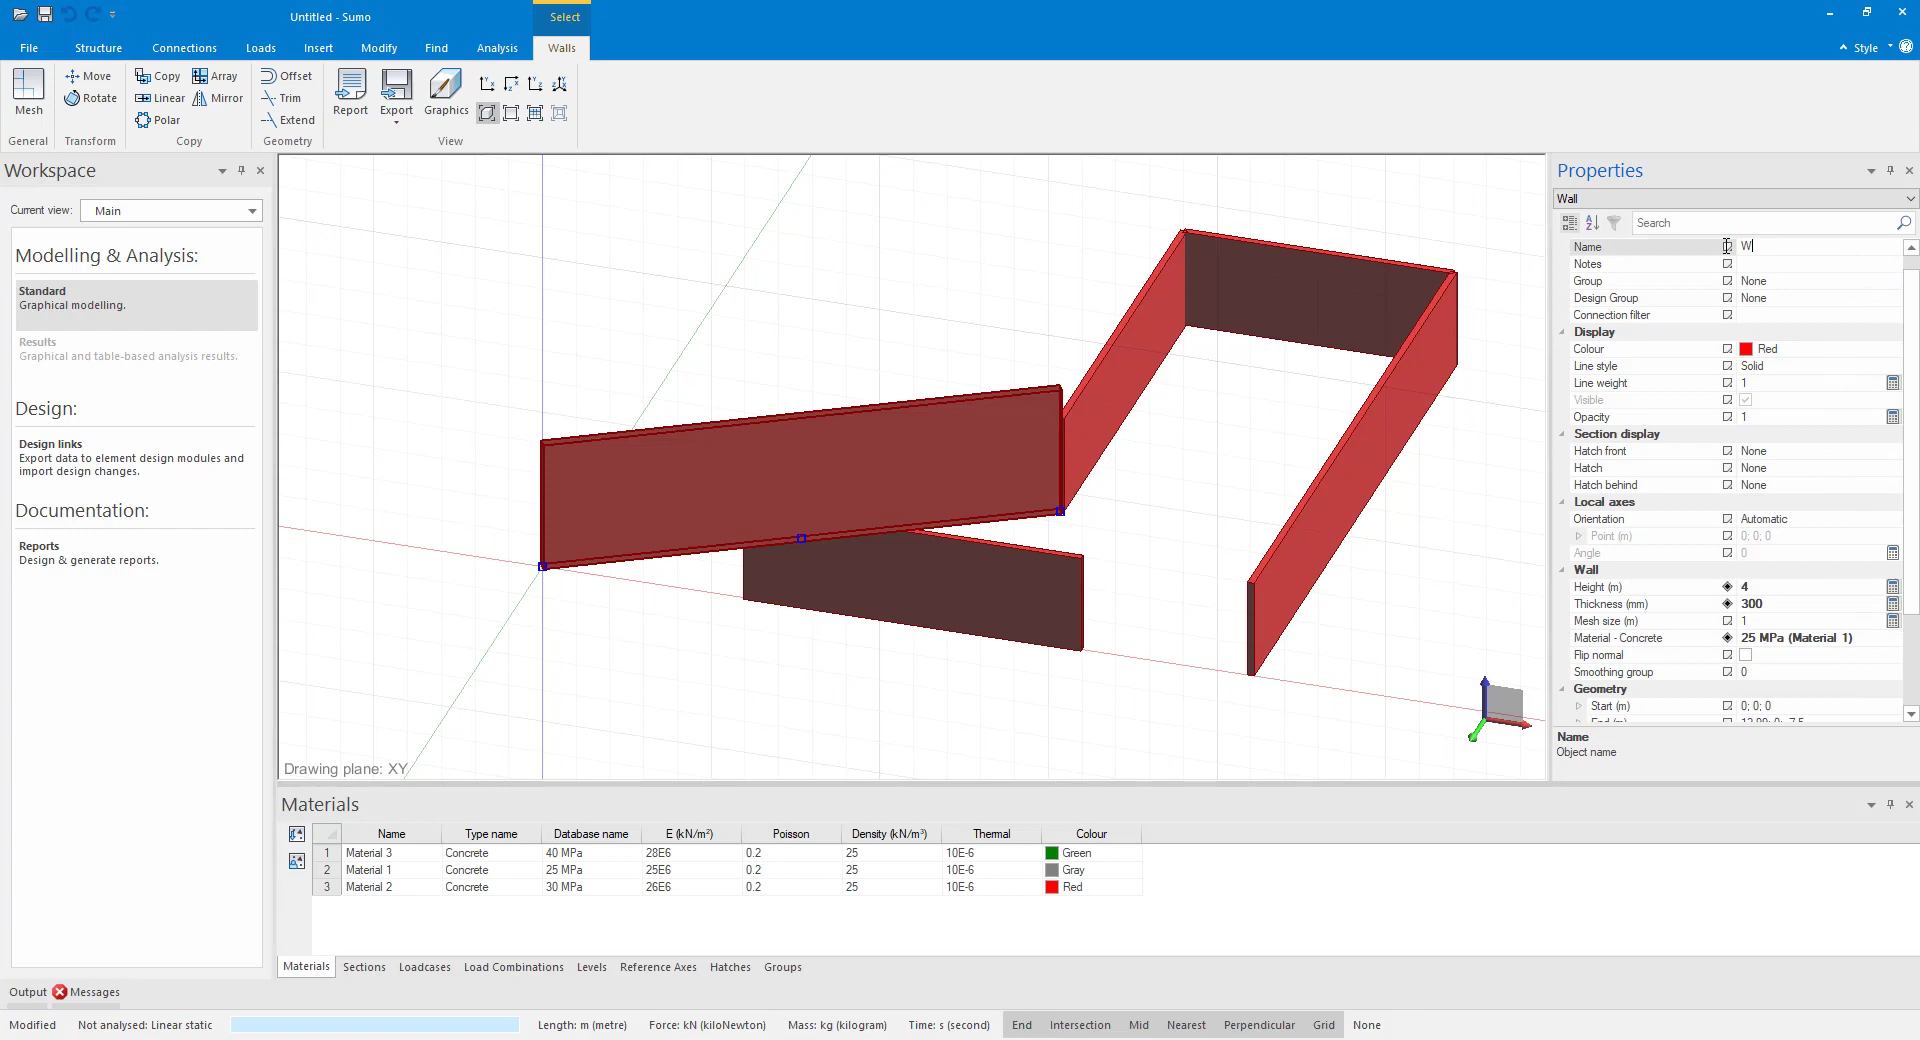 Untitled - Sumo
Select
File Structure Connections Loads Insert Modify Find Analysis Walls
Style
Mesh
Move
Rotate
Copy
Linear
Polar
Array
Mirror
Offset
Trim
Extend
Report
Export
Graphics
General Transform Copy Geometry View
Workspace
Current view: Main
Modelling & Analysis:
Standard
Graphical modelling.
Results
Graphical and table-based analysis results.
Design:
Design links
Export data to element design modules and
import design changes.
Documentation:
Reports
Design & generate reports.
Drawing plane: XY
Properties
Wall
Search
Name W
Notes
Group None
Design Group None
Connection filter
Display
Colour Red
Line style Solid
Line weight 1
Visible
Opacity 1
Section display
Hatch front None
Hatch None
Hatch behind None
Local axes
Orientation Automatic
Point (m) 0; 0; 0
Angle 0
Wall
Height (m) 4
Thickness (mm) 300
Mesh size (m) 1
Material - Concrete 25 MPa (Material 1)
Flip normal
Smoothing group 0
Geometry
Start (m) 0; 0; 0
Name
Object name
Materials
Name Type name Database name E (kN/m²) Poisson Density (kN/m³) Thermal Colour
1 Material 3 Concrete 40 MPa 28E6 0.2 25 10E-6 Green
2 Material 1 Concrete 25 MPa 25E6 0.2 25 10E-6 Gray
3 Material 2 Concrete 30 MPa 26E6 0.2 25 10E-6 Red
Materials Sections Loadcases Load Combinations Levels Reference Axes Hatches Groups
Output Messages
Modified Not analysed: Linear static Length: m (metre) Force: kN (kiloNewton) Mass: kg (kilogram) Time: s (second) End Intersection Mid Nearest Perpendicular Grid None